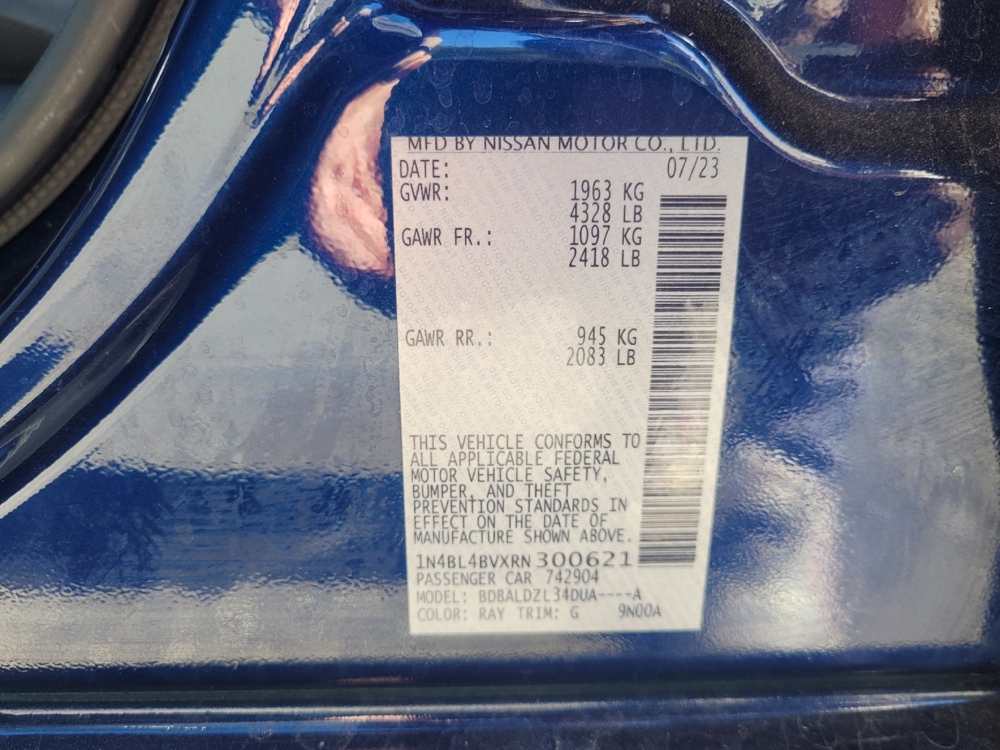 MFD BY NISSAN MOTOR CO., LTD.
DATE: 07/23
GVWR: 1963 KG
4328 LB
GAWR FR.: 1097 KG
2418 LB
GAWR RR.: 945 KG
2083 LB
THIS VEHICLE CONFORMS TO
ALL APPLICABLE FEDERAL
MOTOR VEHICLE SAFETY,
BUMPER, AND THEFT
PREVENTION STANDARDS IN
EFFECT ON THE DATE OF
MANUFACTURE SHOWN ABOVE.
1N4BL4BVXRN300621
PASSENGER CAR 742904
MODEL: BDBALDZL34DUA----A
COLOR: RAY TRIM: G 9N00A